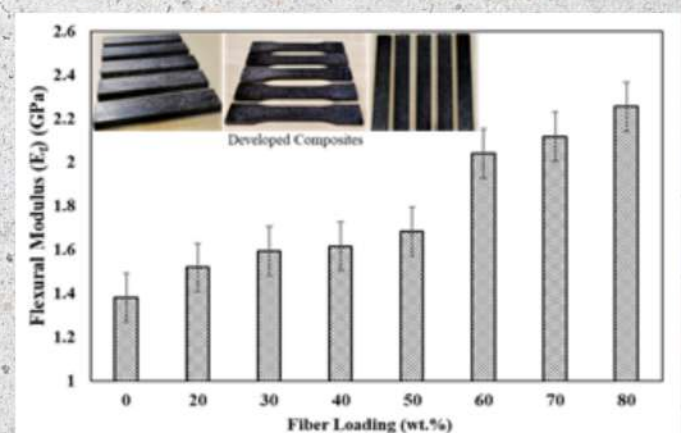 2.6
2.4
2.2
2
1.8
1.6
1.4
1.2
1
Flexural Modulus (Ef) (GPa)
Developed Composites
0 20 30 40 50 60 70 80
Fiber Loading (wt.%)